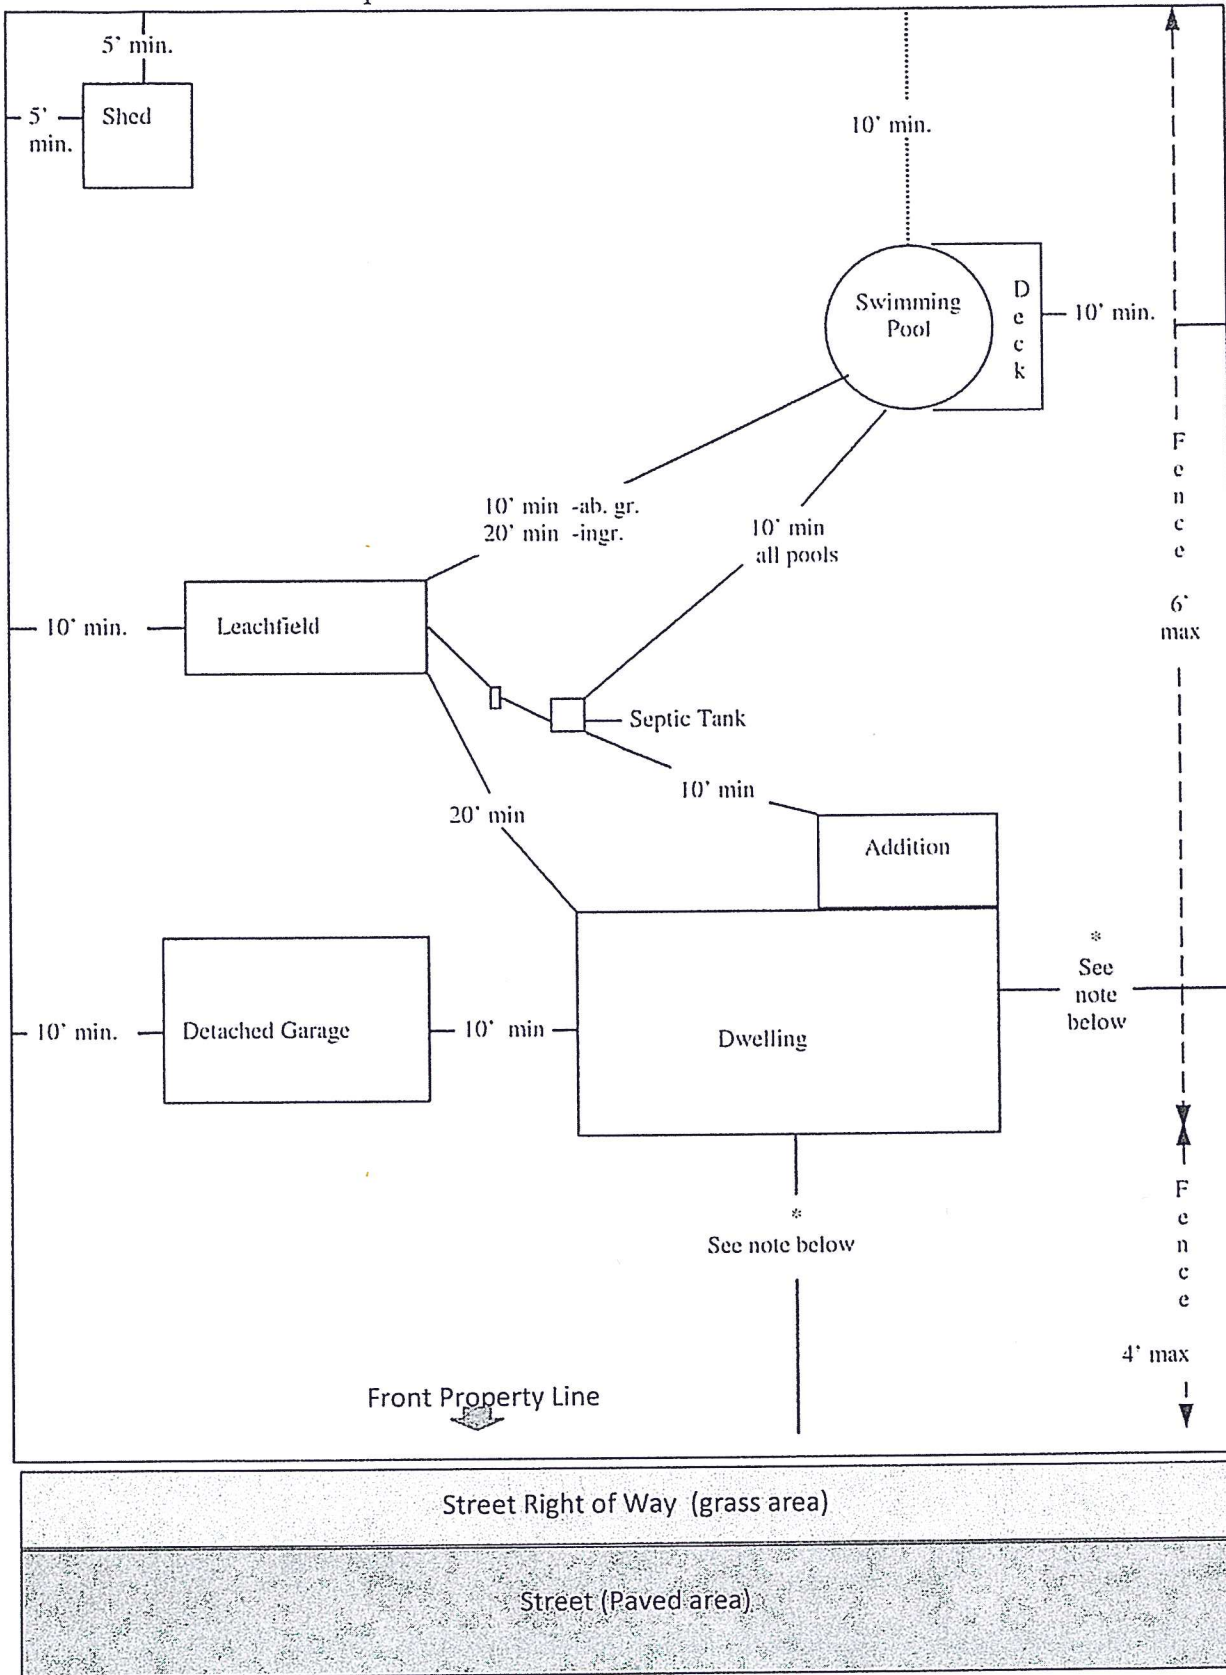 5' min.
5'
min.
Shed
10' min.
Swimming
Pool
Deck
10' min.
Fence
6'
max
10' min -ab. gr.
20' min -ingr.
10' min
all pools
10' min.
Leachfield
Septic Tank
10' min
20' min
Addition
*
See
note
below
10' min.
Detached Garage
10' min
Dwelling
*
See note below
Fence
4' max
Front Property Line
Street Right of Way (grass area)
Street (Paved area)